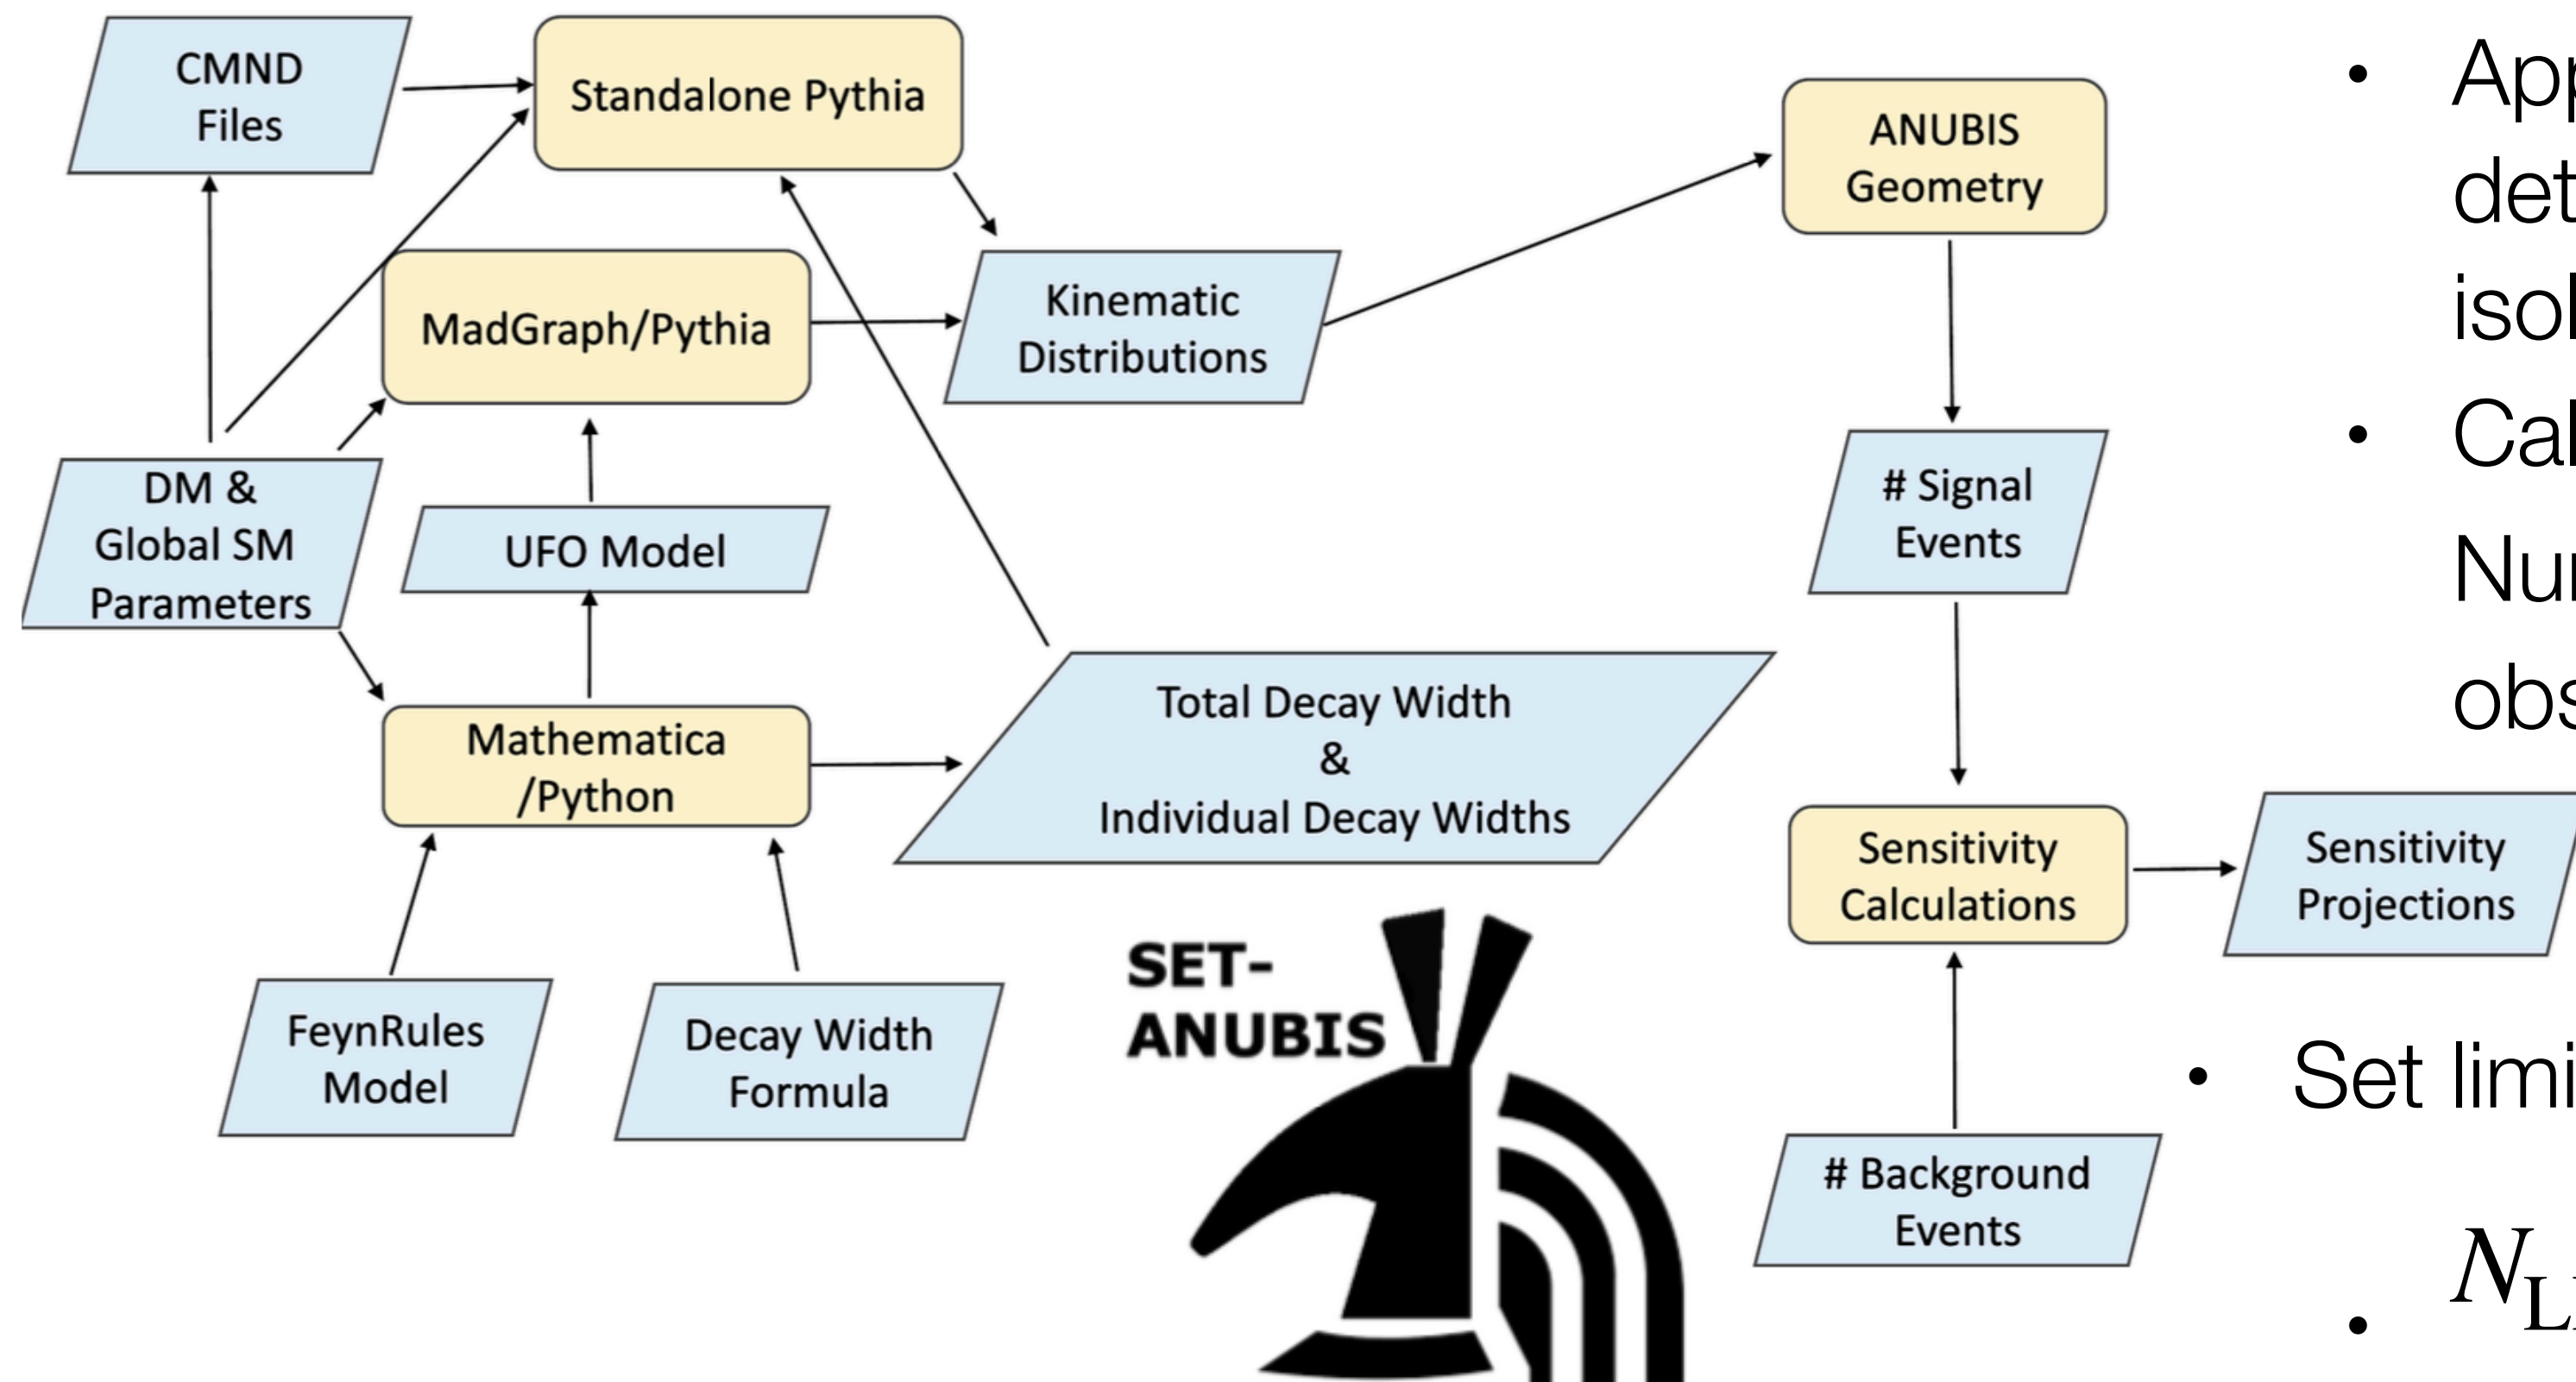 CMND
Files
Standalone Pythia
MadGraph/Pythia
Kinematic
Distributions
ANUBIS
Geometry
DM &
Global SM
Parameters
UFO Model
# Signal
Events
Mathematica
/Python
Total Decay Width
&
Individual Decay Widths
Sensitivity
Calculations
Sensitivity
Projections
FeynRules
Model
Decay Width
Formula
SET-
ANUBIS
# Background
Events
•
•
• Set
•